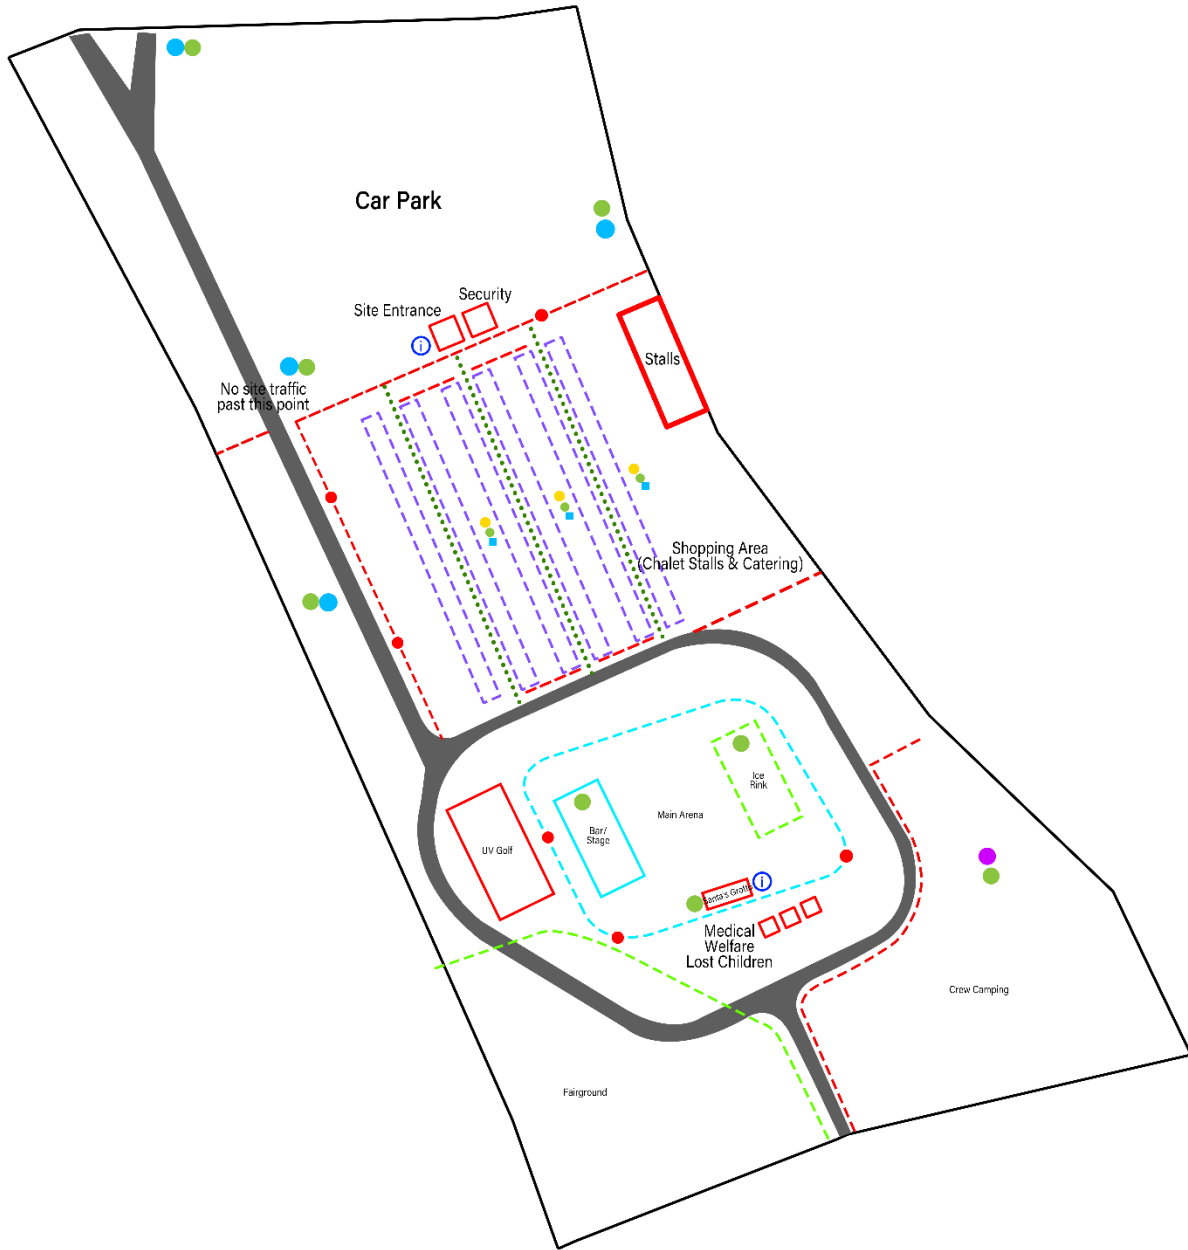 Car Park
Security
Site Entrance
i
Stalls
No site traffic
past this point
Shopping Area
(Chalet Stalls & Catering)
Ice
Rink
Main Arena
Bar/
Stage
UV Golf
Santa's Grotto
i
Medical
Welfare
Lost Children
Crew Camping
Fairground